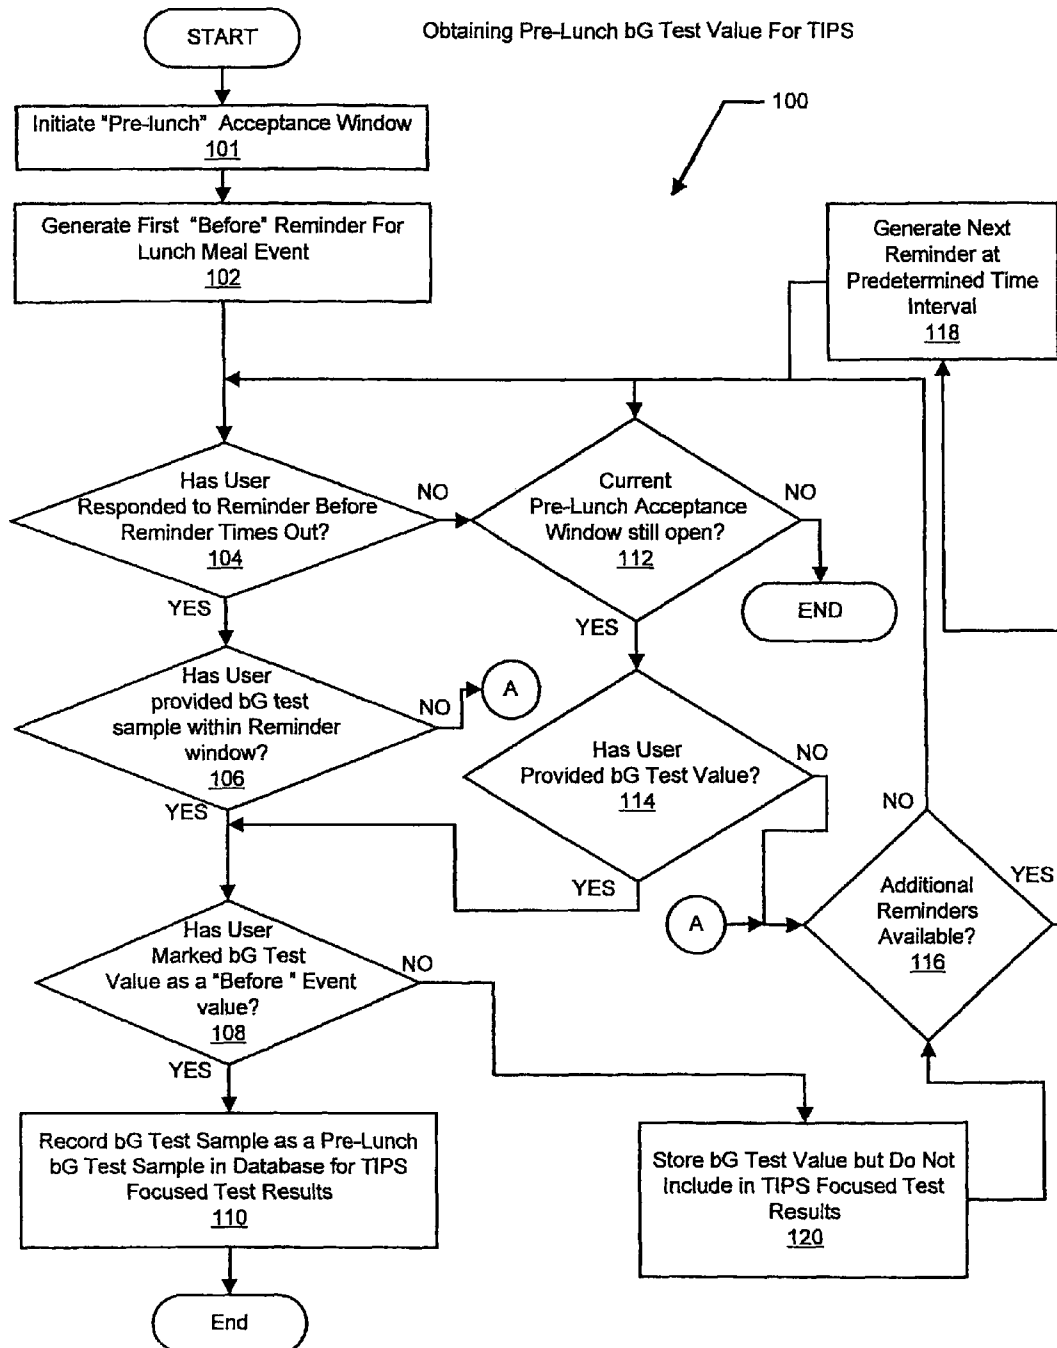 START
Obtaining Pre-Lunch bG Test Value For TIPS
100
Initiate "Pre-lunch" Acceptance Window
101
Generate First "Before" Reminder For
Lunch Meal Event
102
Generate Next
Reminder at
Predetermined Time
Interval
118
Has User
Responded to Reminder Before
Reminder Times Out?
104
NO
YES
Current
Pre-Lunch Acceptance
Window still open?
112
NO
YES
END
Has User
provided bG test
sample within Reminder
window?
106
NO
YES
A
Has User
Provided bG Test Value?
114
NO
YES
A
Additional
Reminders
Available?
116
NO
YES
Has User
Marked bG Test
Value as a "Before " Event
value?
108
NO
YES
Record bG Test Sample as a Pre-Lunch
bG Test Sample in Database for TIPS
Focused Test Results
110
Store bG Test Value but Do Not
Include in TIPS Focused Test
Results
120
End